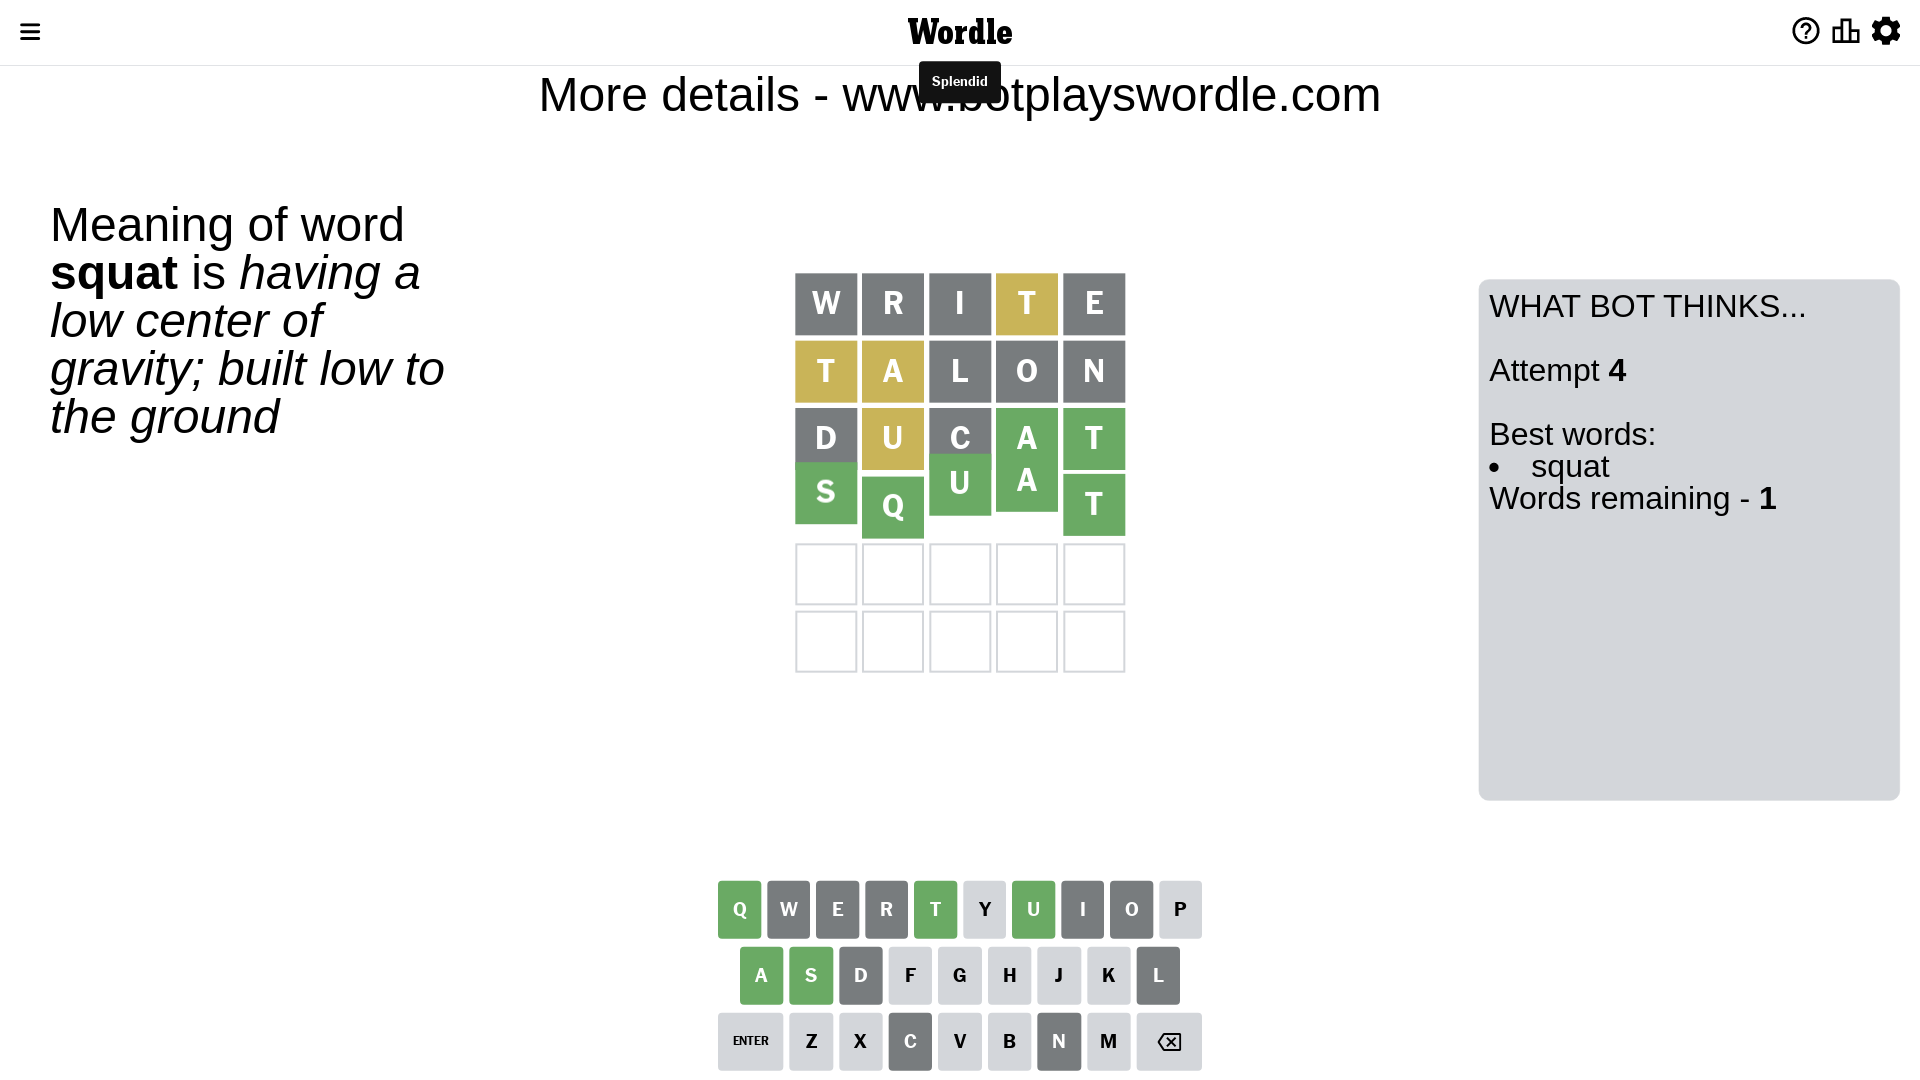 Wordle
Splendid
More details - www.botplayswordle.com
Meaning of word
squat is having a
low center of
gravity; built low to
the ground
W R I T E
T A L O N
D U C A T
S Q U A T
WHAT BOT THINKS...
Attempt 4
Best words:
• squat
Words remaining - 1
Q W E R T Y U I O P
A S D F G H J K L
ENTER Z X C V B N M